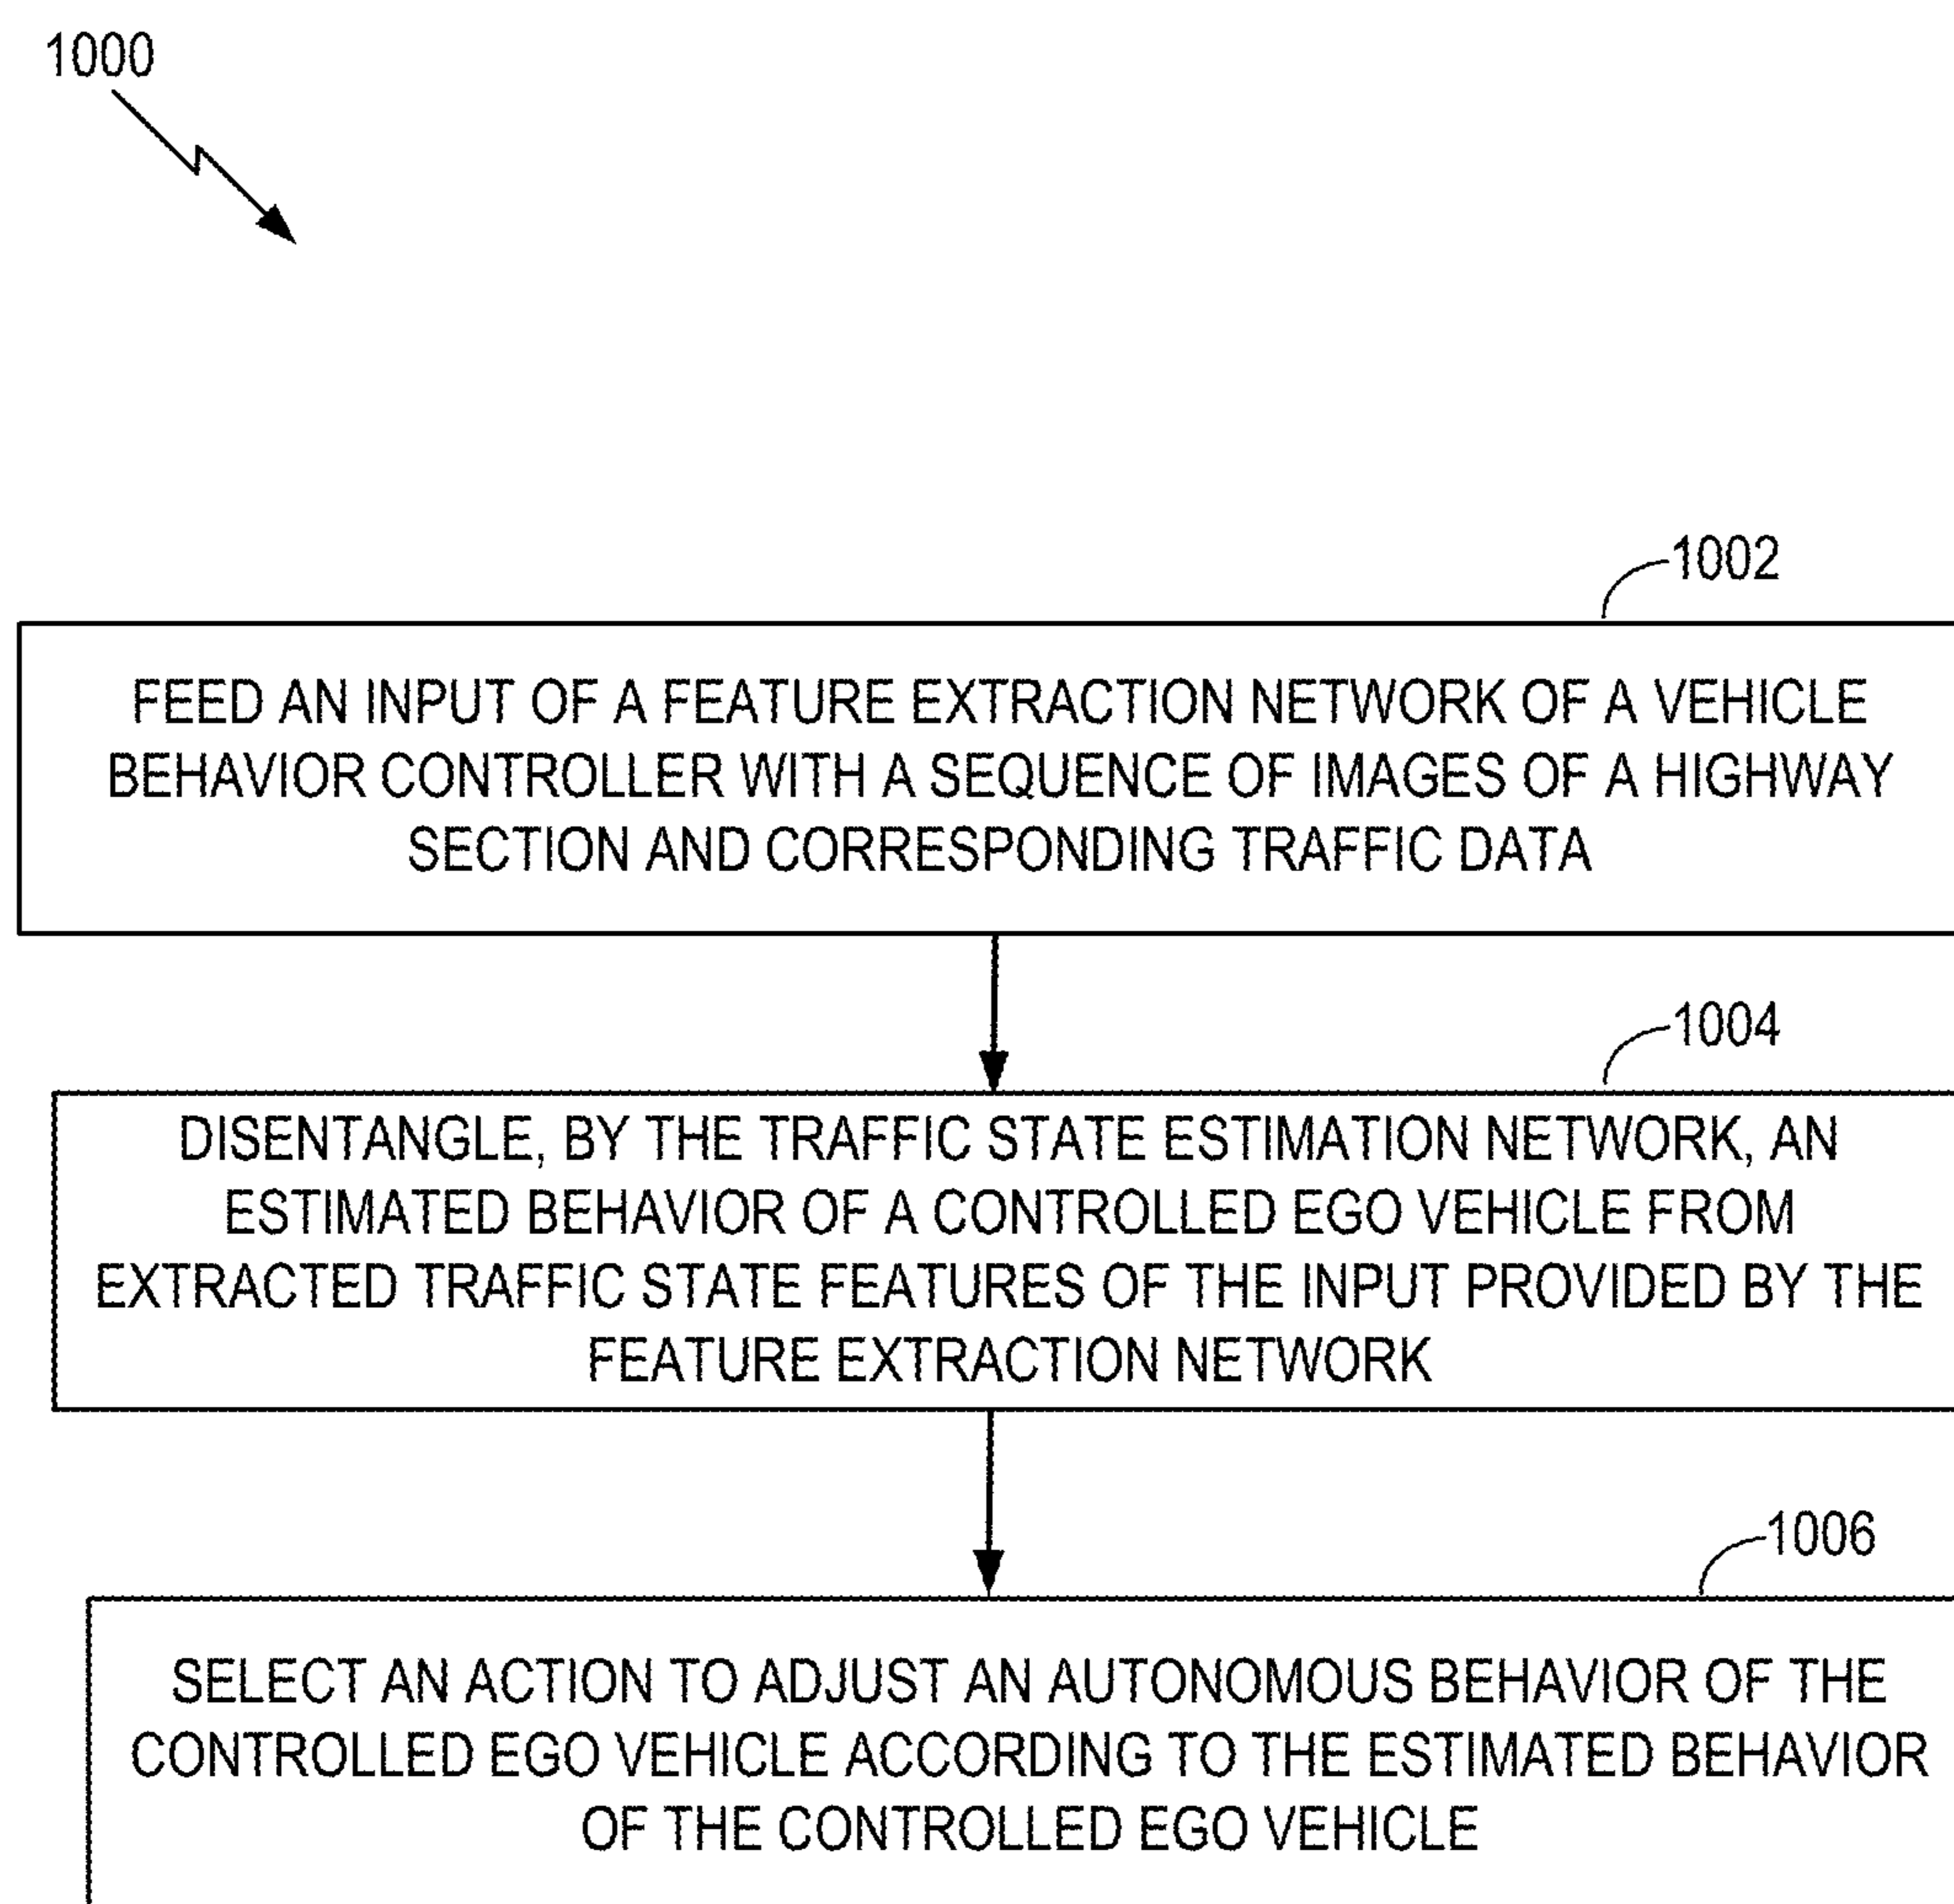 1000
1002
FEED AN INPUT OF A FEATURE EXTRACTION NETWORK OF A VEHICLE
BEHAVIOR CONTROLLER WITH A SEQUENCE OF IMAGES OF A HIGHWAY
SECTION AND CORRESPONDING TRAFFIC DATA
1004
DISENTANGLE, BY THE TRAFFIC STATE ESTIMATION NETWORK, AN
ESTIMATED BEHAVIOR OF A CONTROLLED EGO VEHICLE FROM
EXTRACTED TRAFFIC STATE FEATURES OF THE INPUT PROVIDED BY THE
FEATURE EXTRACTION NETWORK
1006
SELECT AN ACTION TO ADJUST AN AUTONOMOUS BEHAVIOR OF THE
CONTROLLED EGO VEHICLE ACCORDING TO THE ESTIMATED BEHAVIOR
OF THE CONTROLLED EGO VEHICLE